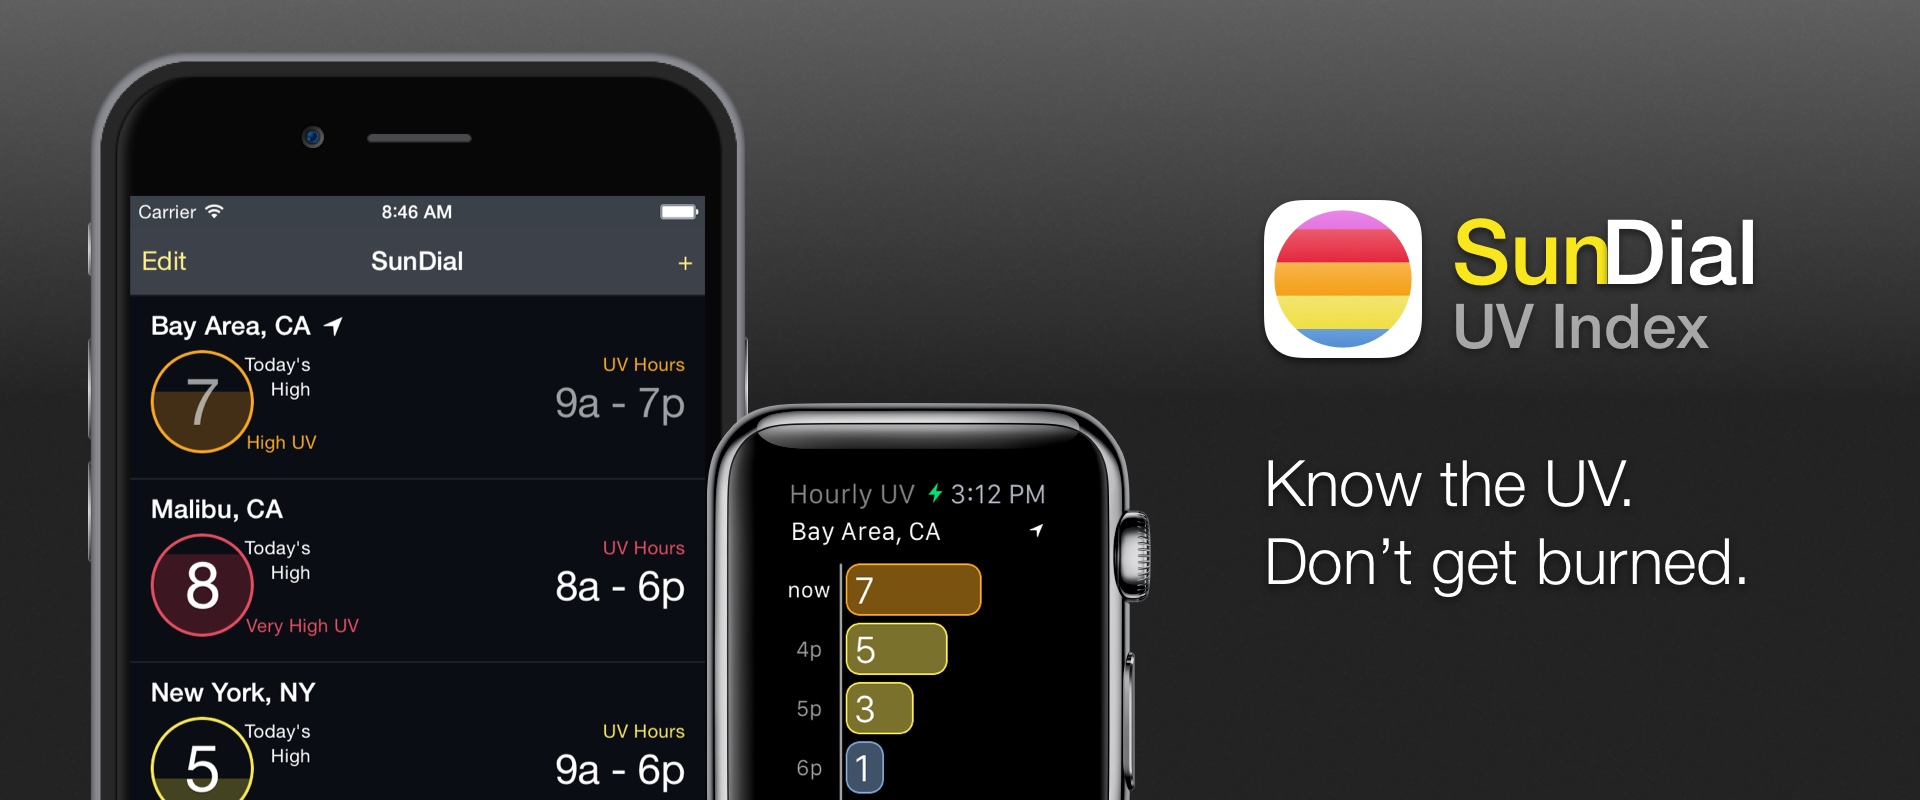 Carrier 8:46 AM
Edit SunDial +
Bay Area, CA
7 Today's High
High UV
UV Hours
9a - 7p
Malibu, CA
8 Today's High
Very High UV
UV Hours
8a - 6p
New York, NY
5 Today's High
UV Hours
9a - 6p
Hourly UV 3:12 PM
Bay Area, CA
now 7
4p 5
5p 3
6p 1
SunDial
UV Index
Know the UV.
Don't get burned.